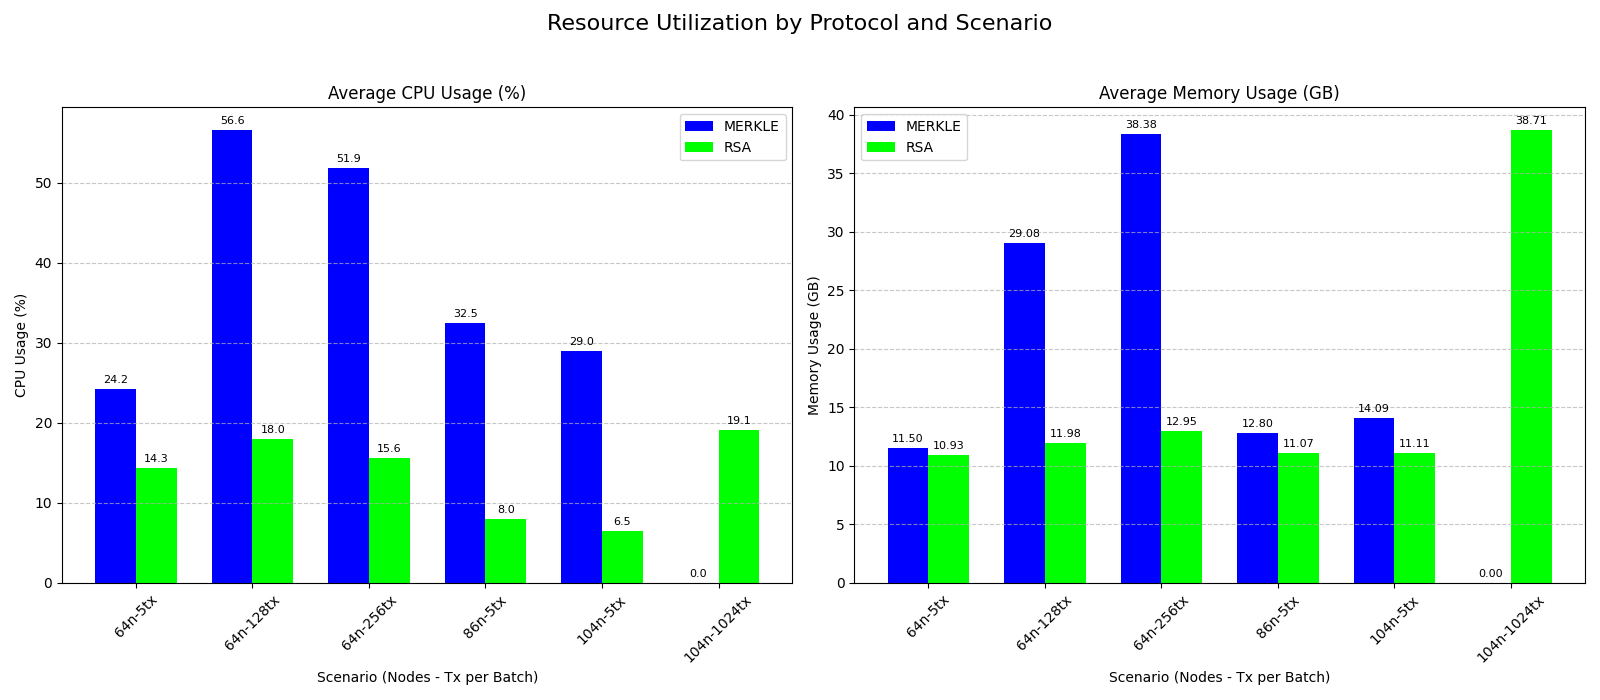 Resource Utilization by Protocol and Scenario
Average CPU Usage (%)
MERKLE
RSA
CPU Usage (%)
50
40
30
20
10
0
24.2
14.3
56.6
18.0
51.9
15.6
32.5
8.0
29.0
6.5
0.0
19.1
64n-5tx
64n-128tx
64n-256tx
86n-5tx
104n-5tx
104n-1024tx
Scenario (Nodes - Tx per Batch)
Average Memory Usage (GB)
MERKLE
RSA
Memory Usage (GB)
40
35
30
25
20
15
10
5
0
11.50
10.93
29.08
11.98
38.38
12.95
12.80
11.07
14.09
11.11
0.00
38.71
64n-5tx
64n-128tx
64n-256tx
86n-5tx
104n-5tx
104n-1024tx
Scenario (Nodes - Tx per Batch)